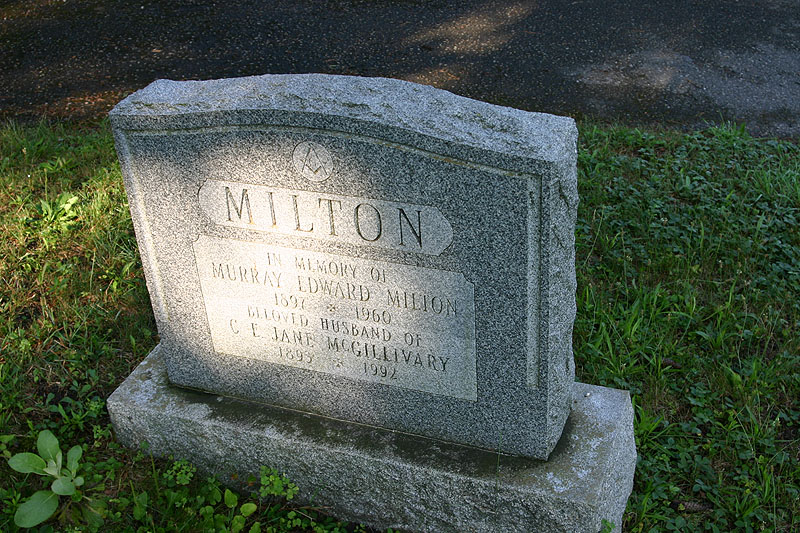 MILTON
IN MEMORY OF
MURRAY EDWARD MILTON
1897 * 1960
BELOVED HUSBAND OF
C. E. JANE McGILLIVARY
1895 * 1992